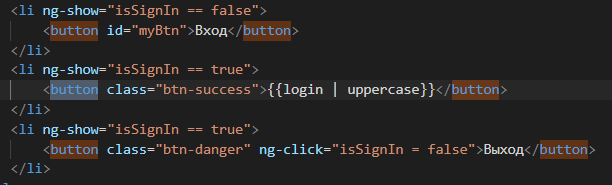 <li ng-show="isSignIn == false">
<button id="myBtn">Вход</button>
</li>
<li ng-show="isSignIn == true">
<button class="btn-success">{{login | uppercase}}</button>
</li>
<li ng-show="isSignIn == true">
<button class="btn-danger" ng-click="isSignIn = false">Выход</button>
</li>